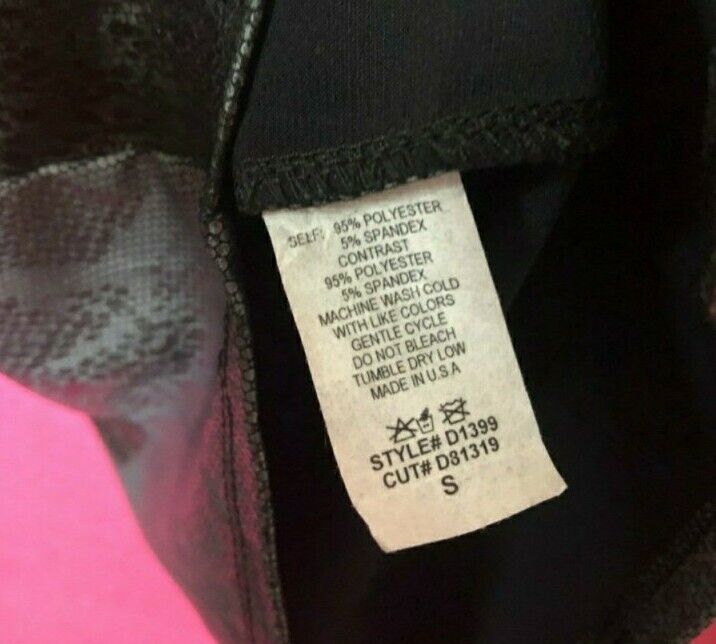 SELF: 95% POLYESTER
5% SPANDEX
CONTRAST
95% POLYESTER
5% SPANDEX
MACHINE WASH COLD
WITH LIKE COLORS
GENTLE CYCLE
DO NOT BLEACH
TUMBLE DRY LOW
MADE IN U.S.A
STYLE# D1399
CUT# D81319
S